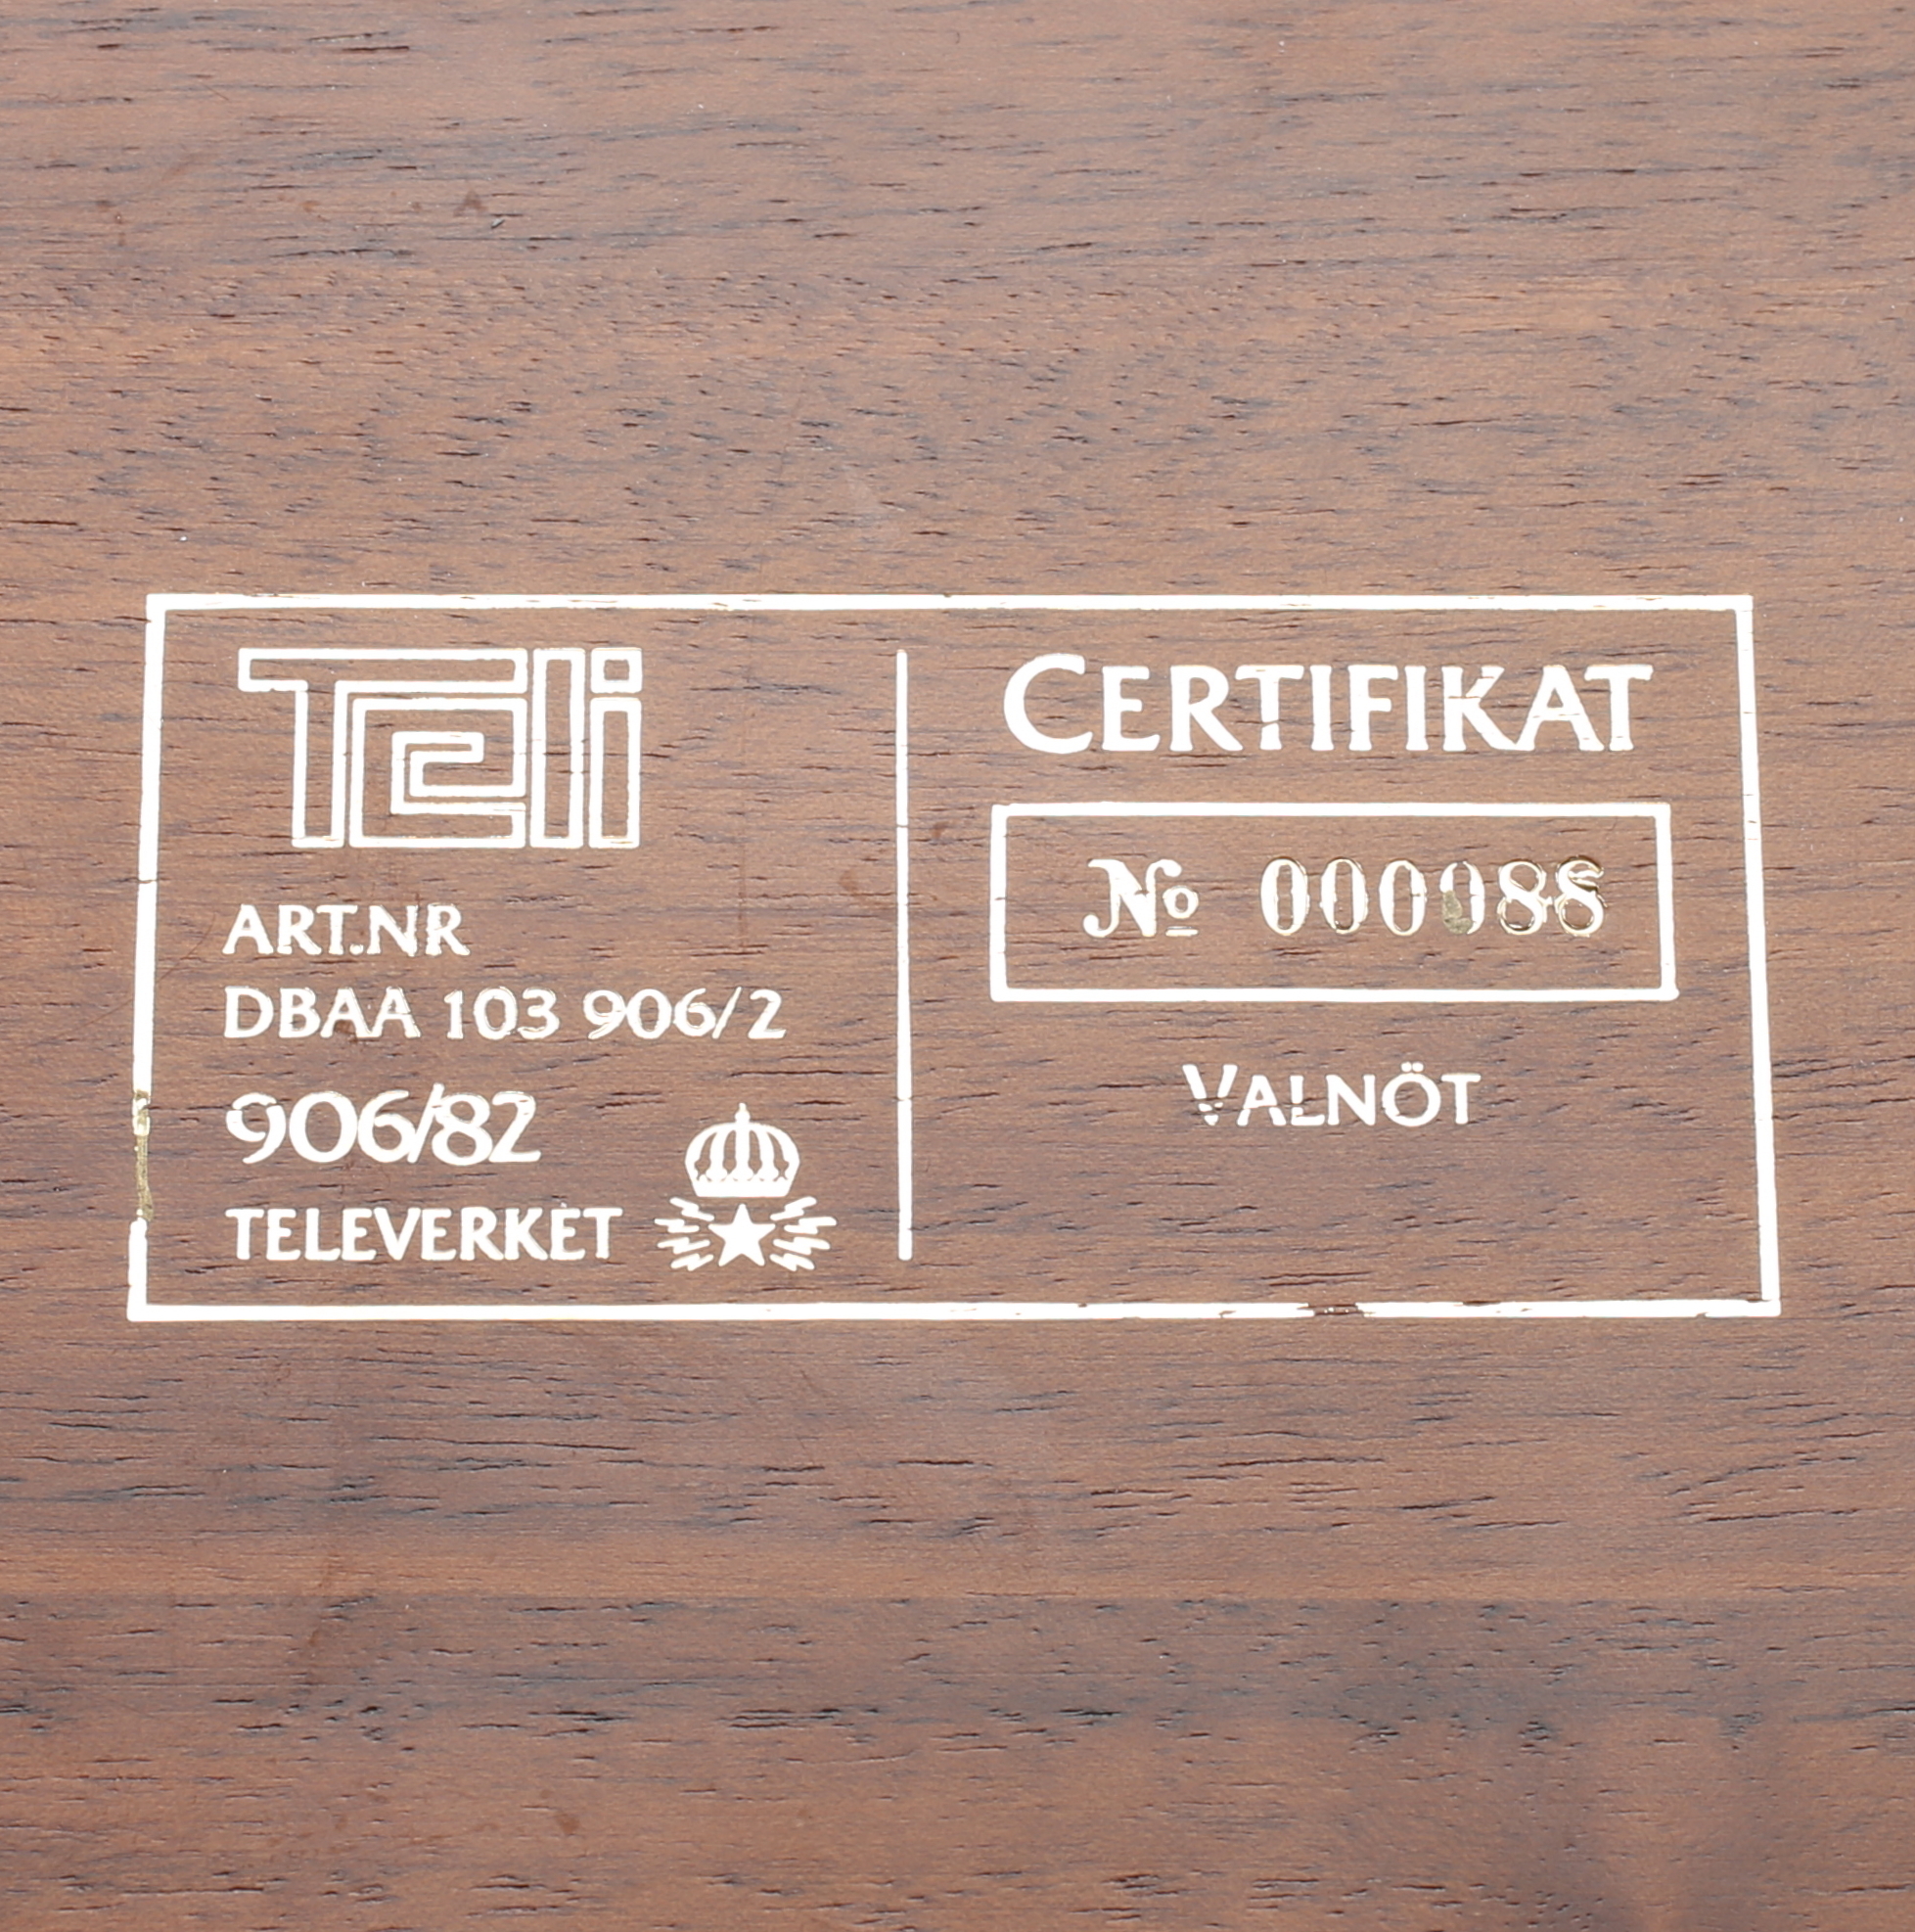 Teli
ART.NR
DBAA 103 906/2
906/82
TELEVERKET
CERTIFIKAT
No 000088
VALNÖT